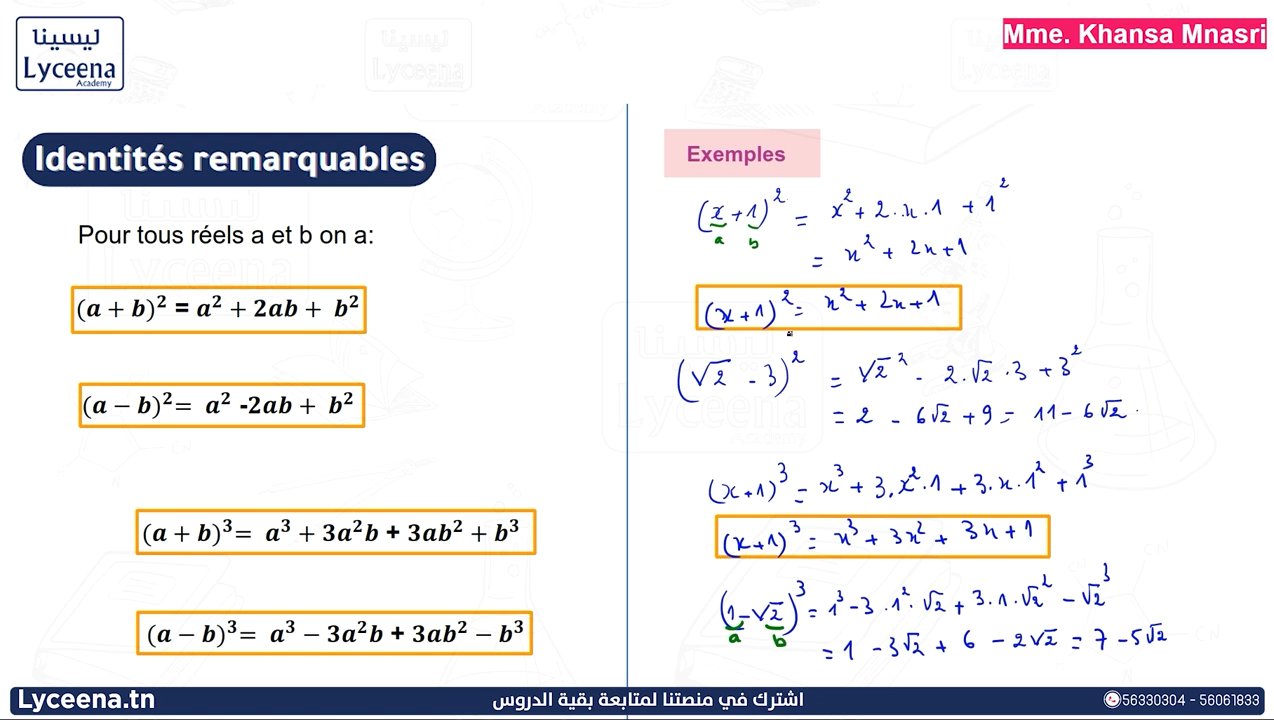 ليسينا
Lyceena
Academy
Mme. Khansa Mnasri
Identités remarquables
Pour tous réels a et b on a:
(a + b)² = a² + 2ab + b²
(a − b)²= a² -2ab + b²
(a + b)³= a³ + 3a²b + 3ab² + b³
(a − b)³= a³ − 3a²b + 3ab² − b³
Exemples
(x+1)² = x² + 2.x.1 + 1²
a b
= x² + 2x+1
(x+1)² = x² + 2x+1
(√2 - 3)² = √2² - 2.√2.3 + 3²
= 2 - 6√2 + 9 = 11 - 6√2
(x+1)³ = x³ + 3.x².1 + 3.x.1² + 1³
(x+1)³ = x³ + 3x² + 3x+1
(1-√2)³ = 1³ - 3.1².√2 + 3.1.√2² - √2³
a b
= 1 - 3√2 + 6 - 2√2 = 7 - 5√2
Lyceena.tn
اشترك في منصتنا لمتابعة بقية الدروس
56330304 - 56061833